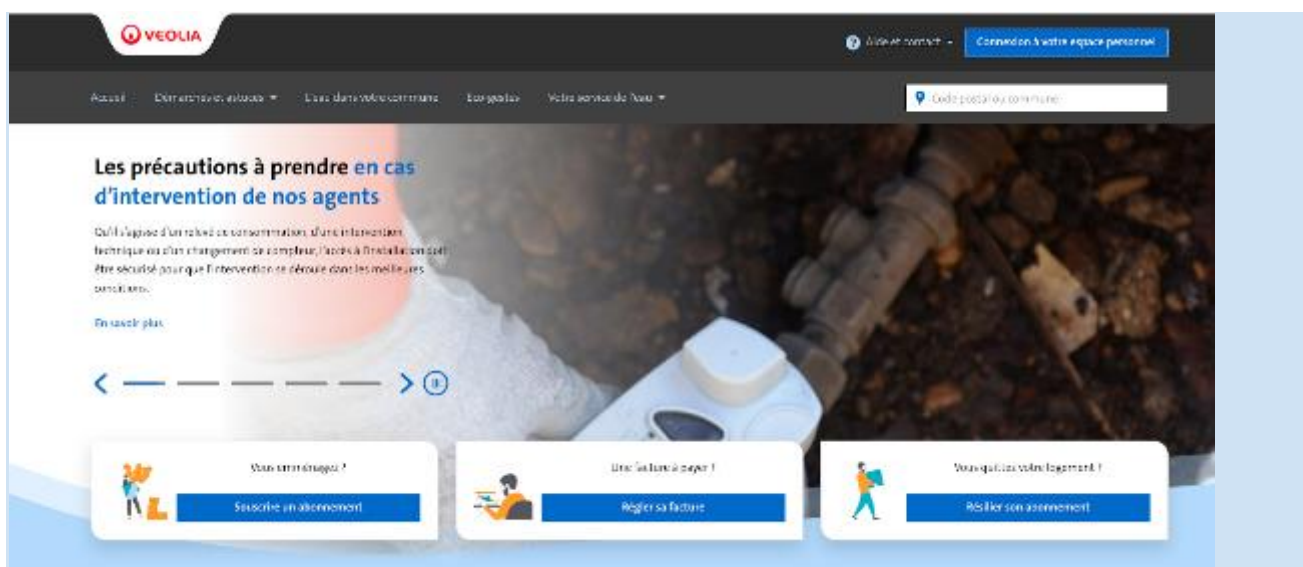 VEOLIA
Aide et contact
Connexion à votre espace personnel
Accueil Démarches et astuces L'eau dans votre commune Eco-gestes Votre service de l'eau
Code postal ou commune
Les précautions à prendre en cas
d'intervention de nos agents
Qu'il s'agisse d'un relevé de consommation, d'une intervention
technique ou d'un changement de compteur, l'accès à l'installation doit
être sécurisé pour que l'intervention se déroule dans les meilleures
conditions.
En savoir plus
Vous emménagez ?
Souscrire un abonnement
Une facture à payer ?
Régler sa facture
Vous quittez votre logement ?
Résilier son abonnement